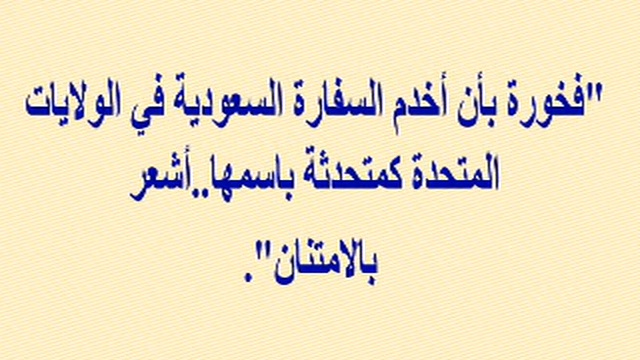 "فخورة بأن أخدم السفارة السعودية في الولايات
المتحدة كمتحدثة باسمها..أشعر
بالامتنان".